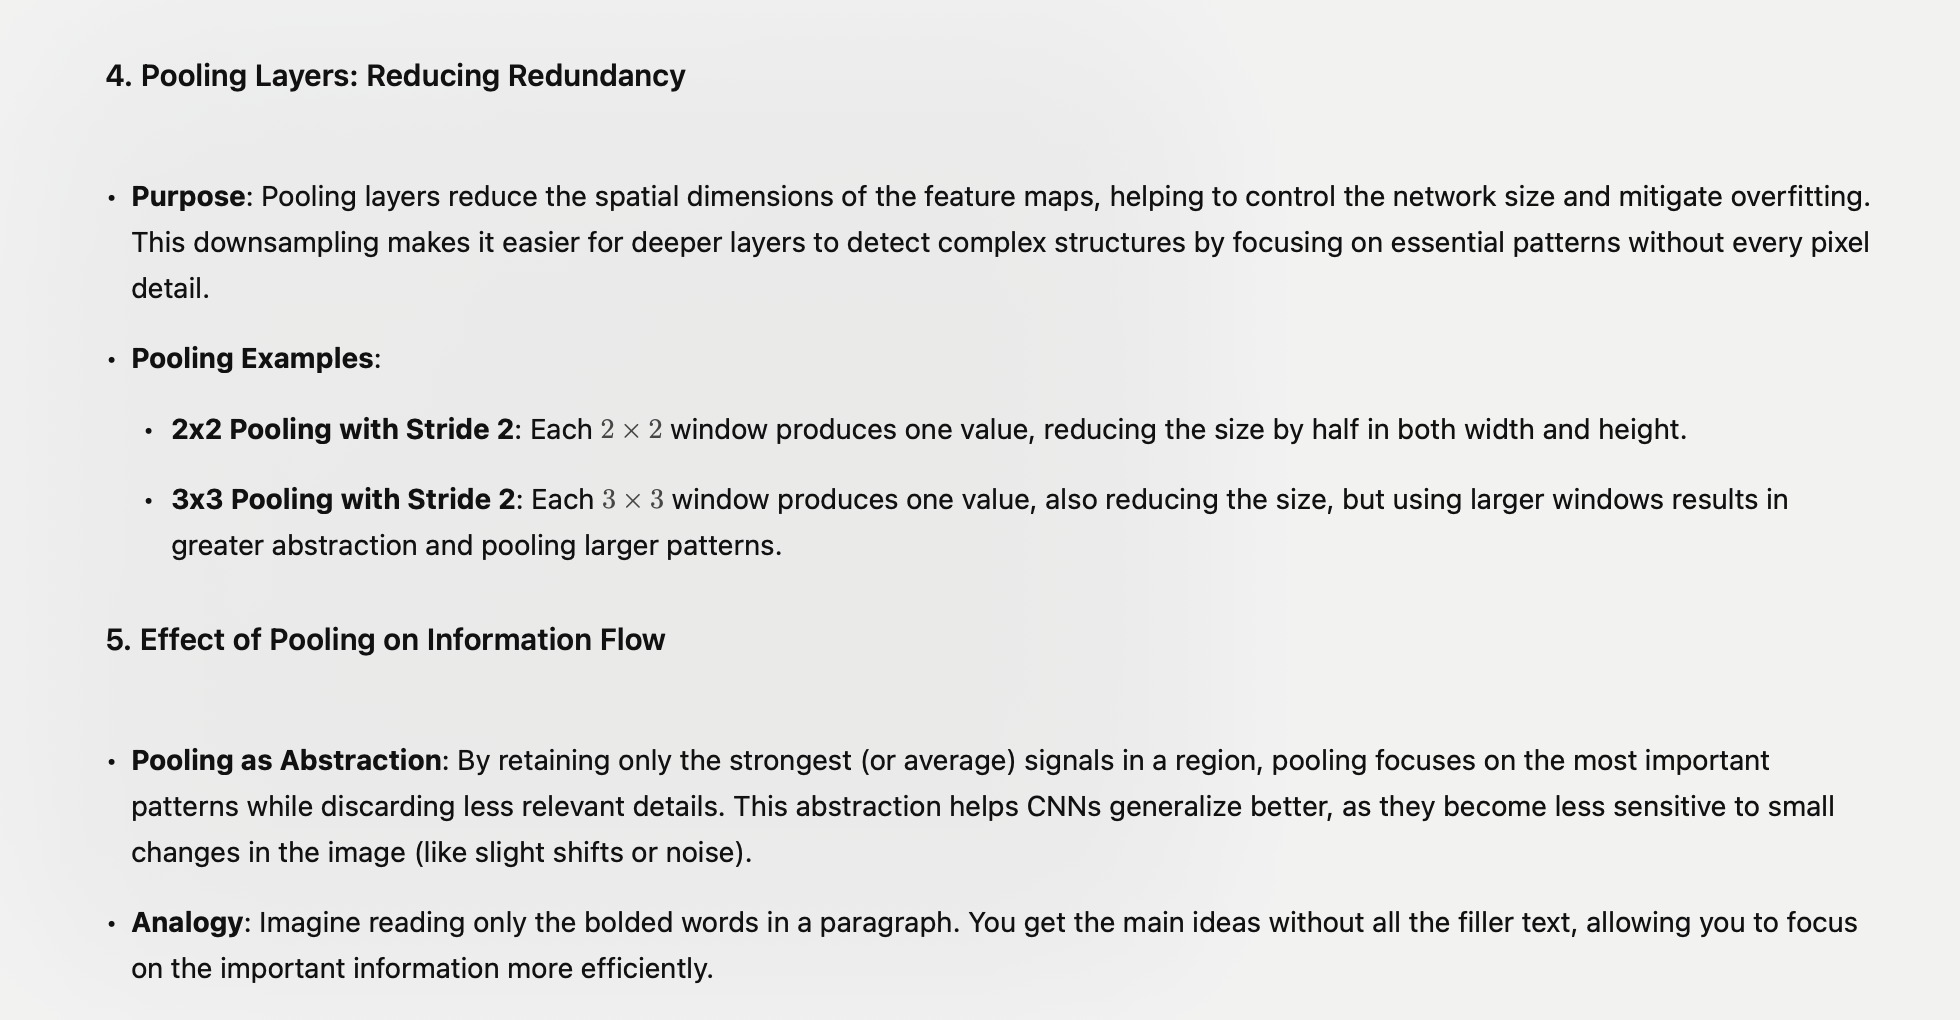 4. Pooling Layers: Reducing Redundancy
• Purpose: Pooling layers reduce the spatial dimensions of the feature maps, helping to control the network size and mitigate overfitting.
This downsampling makes it easier for deeper layers to detect complex structures by focusing on essential patterns without every pixel
detail.
• Pooling Examples:
• 2x2 Pooling with Stride 2: Each 2 × 2 window produces one value, reducing the size by half in both width and height.
• 3x3 Pooling with Stride 2: Each 3 × 3 window produces one value, also reducing the size, but using larger windows results in
greater abstraction and pooling larger patterns.
5. Effect of Pooling on Information Flow
• Pooling as Abstraction: By retaining only the strongest (or average) signals in a region, pooling focuses on the most important
patterns while discarding less relevant details. This abstraction helps CNNs generalize better, as they become less sensitive to small
changes in the image (like slight shifts or noise).
• Analogy: Imagine reading only the bolded words in a paragraph. You get the main ideas without all the filler text, allowing you to focus
on the important information more efficiently.